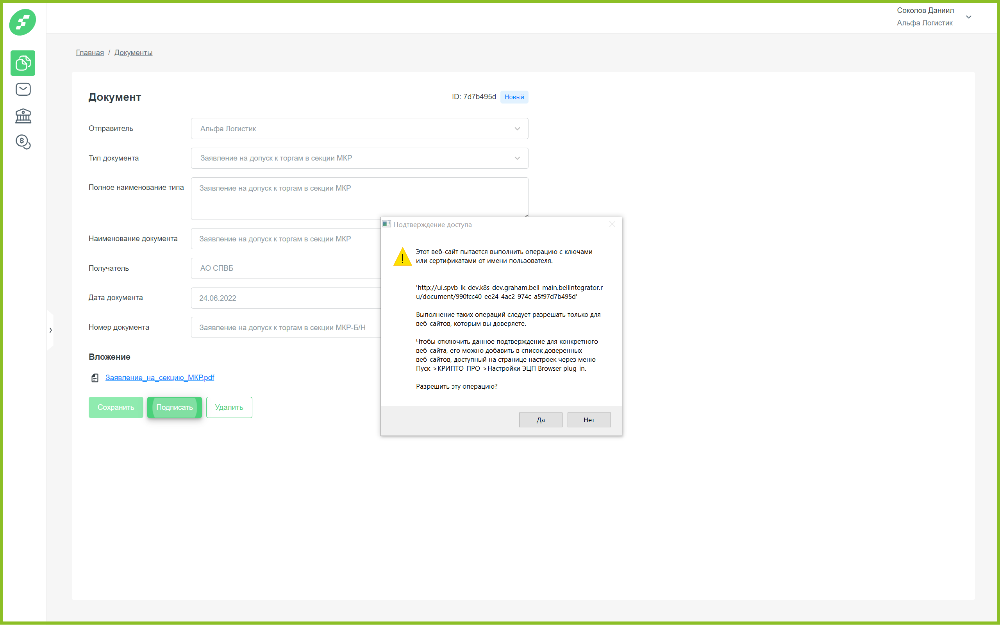 Соколов Даниил
Альфа Логистик
Главная / Документы
Документ
ID: 7d7b495d Новый
Отправитель
Альфа Логистик
Тип документа
Заявление на допуск к торгам в секции МКР
Полное наименование типа
Заявление на допуск к торгам в секции МКР
Наименование документа
Заявление на допуск к торгам в секции МКР
Получатель
АО СПВБ
Дата документа
24.06.2022
Номер документа
Заявление на допуск к торгам в секции МКР-Б/Н
Вложение
Заявление_на_секцию_МКР.pdf
Сохранить Подписать Удалить
Подтверждение доступа
Этот веб-сайт пытается выполнить операцию с ключами
или сертификатами от имени пользователя.
'http://ui.spvb-lk-dev.k8s-dev.graham.bell-main.bellintegrator.r
u/document/990fcc40-ee24-4ac2-974c-a5f97d7b495d'
Выполнение таких операций следует разрешать только для
веб-сайтов, которым вы доверяете.
Чтобы отключить данное подтверждение для конкретного
веб-сайта, его можно добавить в список доверенных
веб-сайтов, доступный на странице настроек через меню
Пуск->КРИПТО-ПРО->Настройки ЭЦП Browser plug-in.
Разрешить эту операцию?
Да Нет